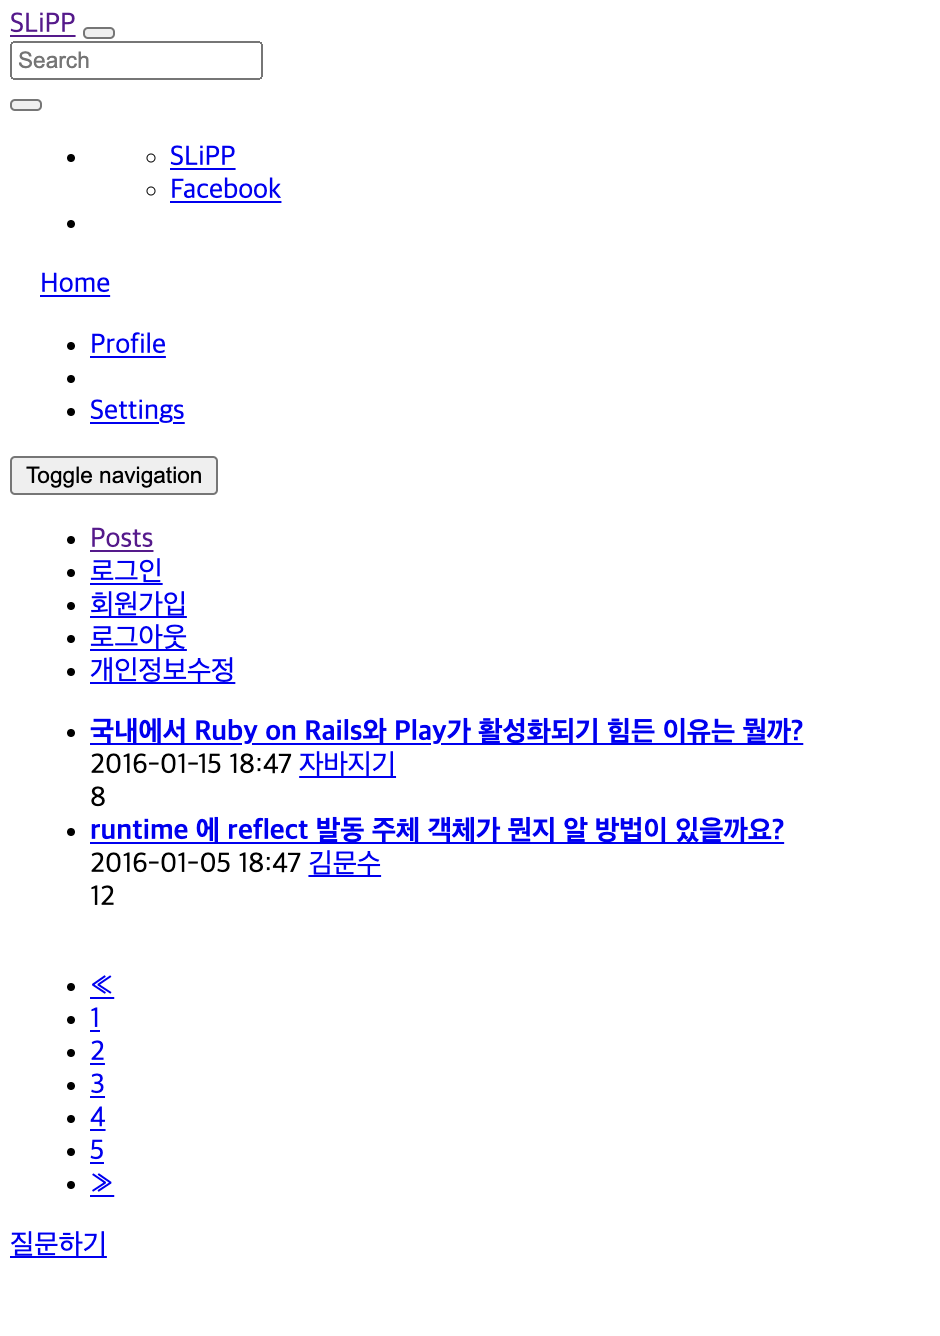 SLiPP
Search
SLiPP
Facebook
Home
Profile
Settings
Toggle navigation
Posts
로그인
회원가입
로그아웃
개인정보수정
국내에서 Ruby on Rails와 Play가 활성화되기 힘든 이유는 뭘까?
2016-01-15 18:47 자바지기
8
runtime 에 reflect 발동 주체 객체가 뭔지 알 방법이 있을까요?
2016-01-05 18:47 김문수
12
«
1
2
3
4
5
»
질문하기